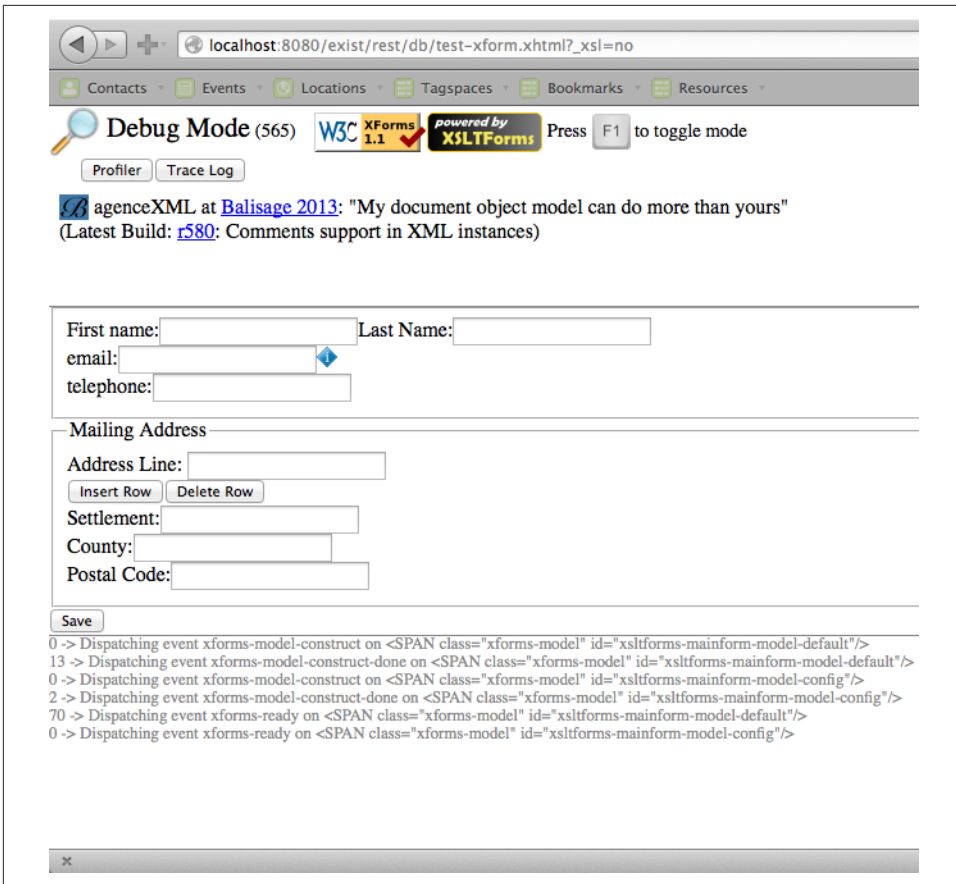 localhost:8080/exist/rest/db/test-xform.xhtml?_xsl=no
Contacts Events Locations Tagspaces Bookmarks Resources
Debug Mode (565) W3C XForms 1.1 powered by XSLTForms Press F1 to toggle mode
Profiler Trace Log
B agenceXML at Balisage 2013: "My document object model can do more than yours"
(Latest Build: r580: Comments support in XML instances)
First name: Last Name:
email: i
telephone:
Mailing Address
Address Line:
Insert Row Delete Row
Settlement:
County:
Postal Code:
Save
0 -> Dispatching event xforms-model-construct on <SPAN class="xforms-model" id="xsltforms-mainform-model-default"/>
13 -> Dispatching event xforms-model-construct-done on <SPAN class="xforms-model" id="xsltforms-mainform-model-default"/>
0 -> Dispatching event xforms-model-construct on <SPAN class="xforms-model" id="xsltforms-mainform-model-config"/>
2 -> Dispatching event xforms-model-construct-done on <SPAN class="xforms-model" id="xsltforms-mainform-model-config"/>
70 -> Dispatching event xforms-ready on <SPAN class="xforms-model" id="xsltforms-mainform-model-default"/>
0 -> Dispatching event xforms-ready on <SPAN class="xforms-model" id="xsltforms-mainform-model-config"/>